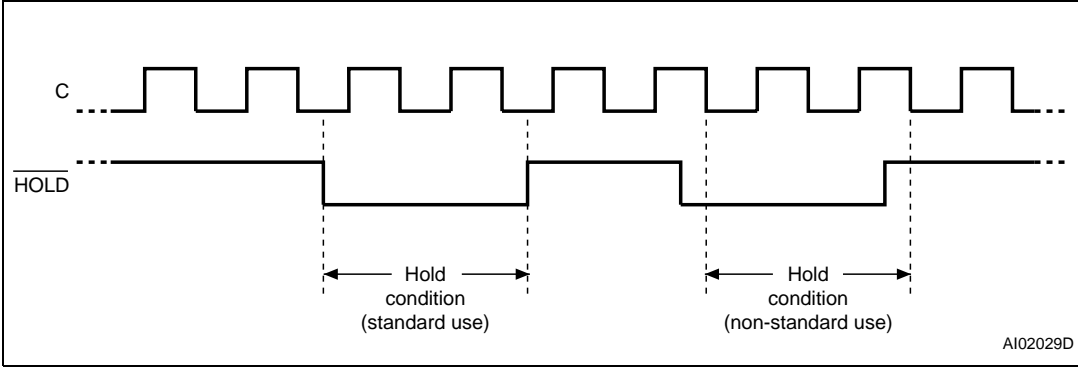 C
HOLD
Hold
condition
(standard use)
Hold
condition
(non-standard use)
AI02029D